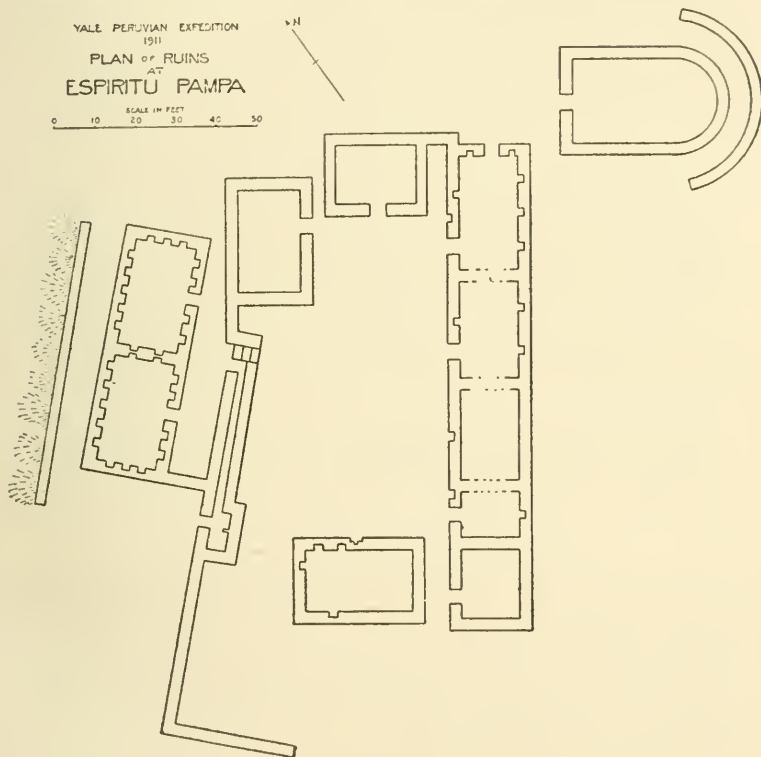 YALE PERUVIAN EXPEDITION
1911
PLAN OF RUINS
AT
ESPIRITU PAMPA
SCALE IN FEET
0 10 20 30 40 50
N